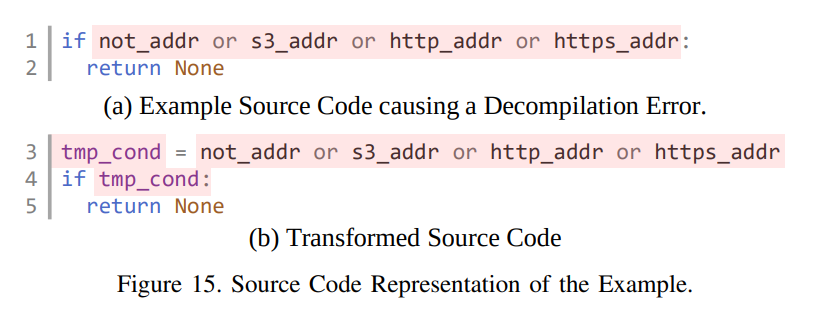 1 if not_addr or s3_addr or http_addr or https_addr:
2 return None
(a) Example Source Code causing a Decompilation Error.
3 tmp_cond = not_addr or s3_addr or http_addr or https_addr
4 if tmp_cond:
5 return None
(b) Transformed Source Code
Figure 15. Source Code Representation of the Example.